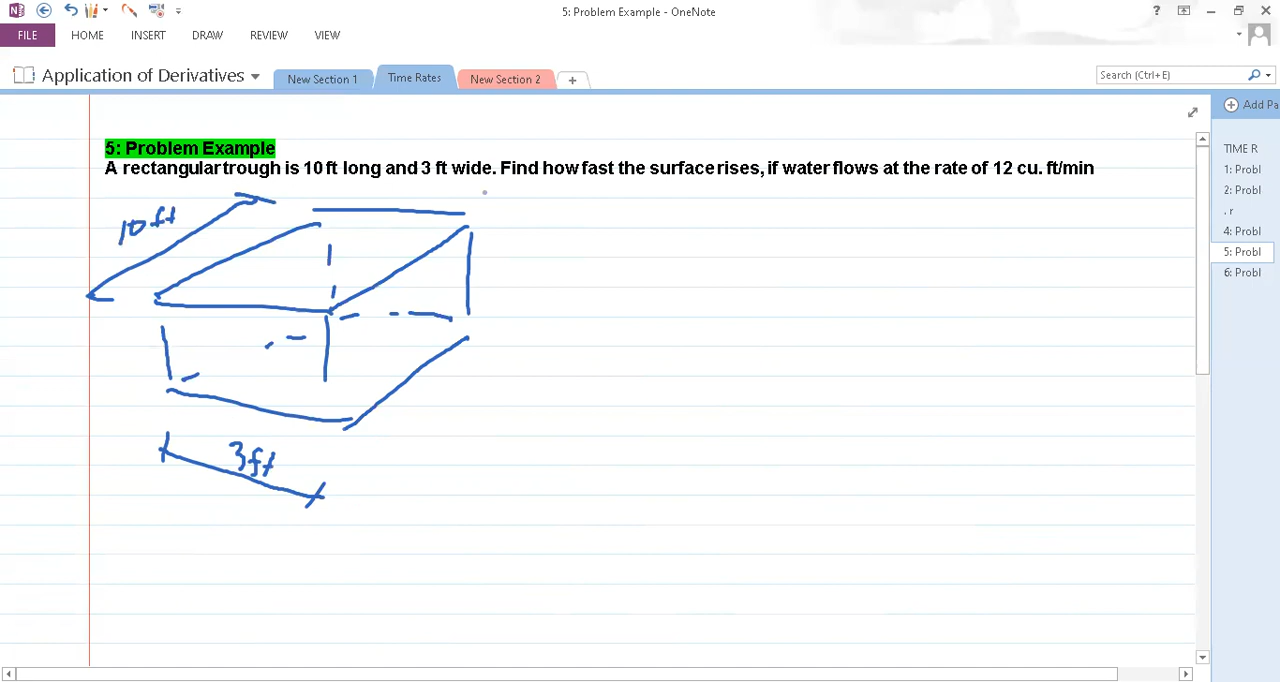 5: Problem Example - OneNote
?
FILE HOME INSERT DRAW REVIEW VIEW
Application of Derivatives New Section 1 Time Rates New Section 2 + Search (Ctrl+E)
Add Pa
5: Problem Example
A rectangular trough is 10 ft long and 3 ft wide. Find how fast the surface rises, if water flows at the rate of 12 cu. ft/min
10 ft
3 ft
TIME R
1: Probl
2: Probl
. r
4: Probl
5: Probl
6: Probl